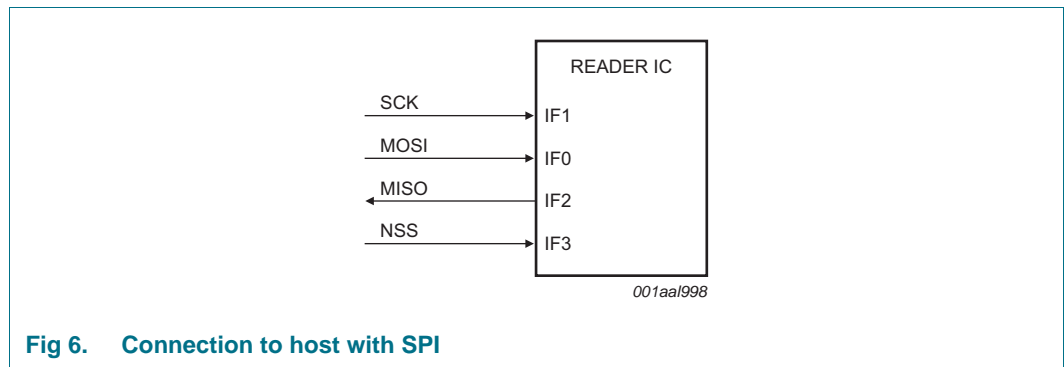 READER IC
SCK
IF1
MOSI
IF0
MISO
IF2
NSS
IF3
001aal998
Fig 6. Connection to host with SPI